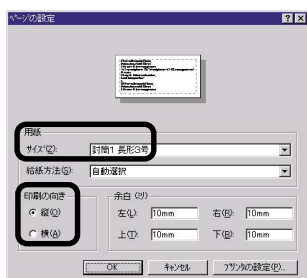 ページの設定
用紙
サイズ(Z): 封筒1 長形3号
給紙方法(S): 自動選択
印刷の向き
縦(O)
横(A)
余白 (ミリ)
左(L): 10mm 右(R): 10mm
上(T): 10mm 下(B): 10mm
OK キャンセル プリンタの設定(P)...